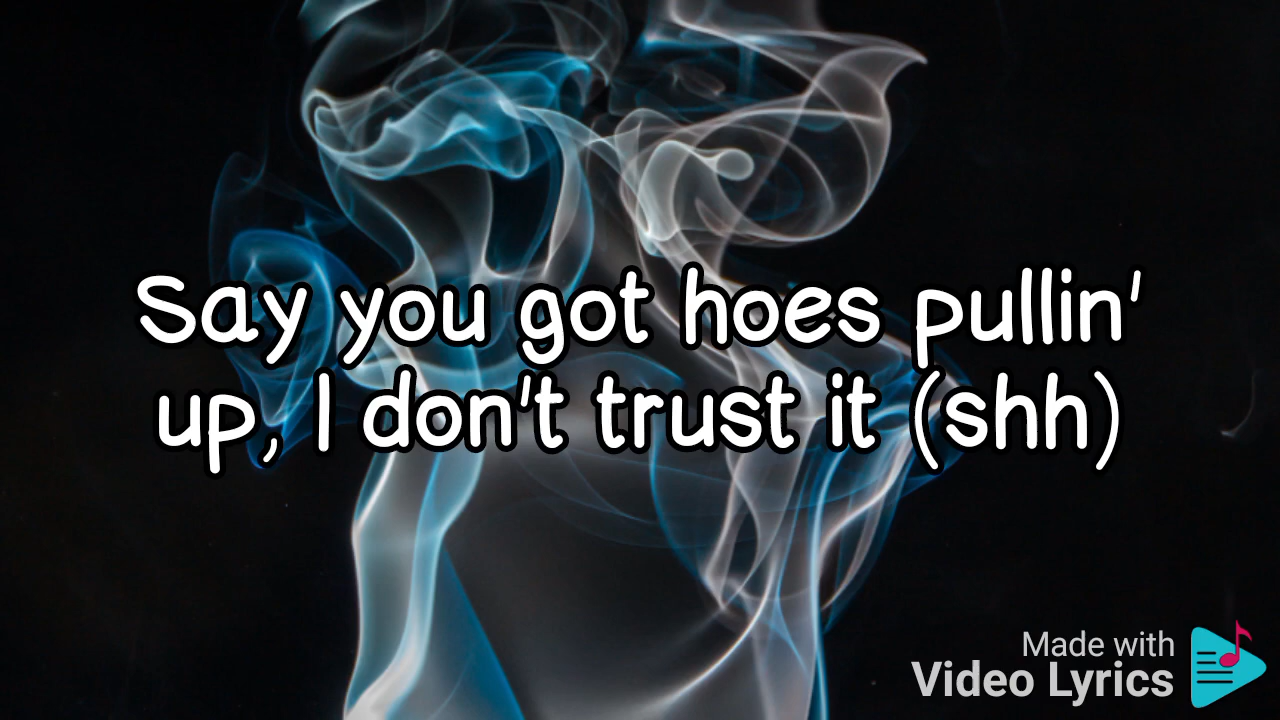 Say you got hoes pullin'
up, I don't trust it (shh)
Made with
Video Lyrics